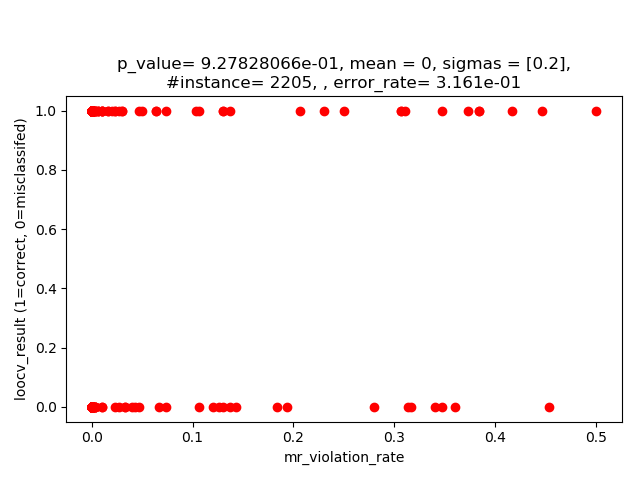 p_value= 9.27828066e-01, mean = 0, sigmas = [0.2],
#instance= 2205, , error_rate= 3.161e-01
loocv_result (1=correct, 0=misclassifed)
1.0
0.8
0.6
0.4
0.2
0.0
0.0 0.1 0.2 0.3 0.4 0.5
mr_violation_rate